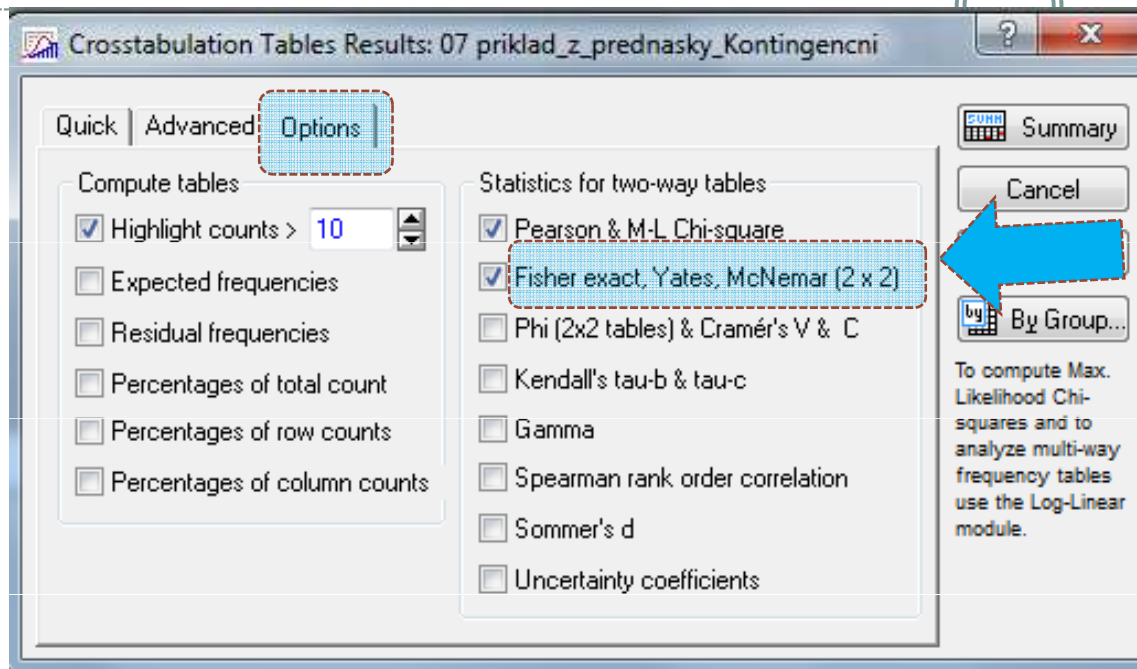 Crosstabulation Tables Results: 07 priklad_z_prednasky_Kontingencni
? x
Quick Advanced Options
Compute tables
Highlight counts > 10
Expected frequencies
Residual frequencies
Percentages of total count
Percentages of row counts
Percentages of column counts
Statistics for two-way tables
Pearson & M-L Chi-square
Fisher exact, Yates, McNemar (2 x 2)
Phi (2x2 tables) & Cramér's V & C
Kendall's tau-b & tau-c
Gamma
Spearman rank order correlation
Sommer's d
Uncertainty coefficients
SUMM Summary
Cancel
by By Group...
To compute Max.
Likelihood Chi-
squares and to
analyze multi-way
frequency tables
use the Log-Linear
module.